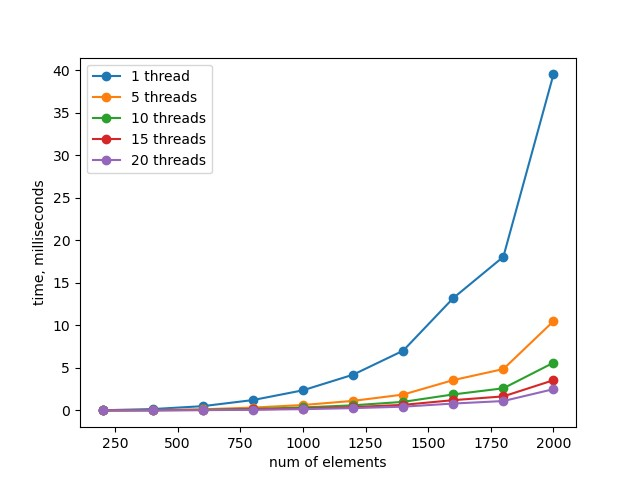 1 thread
5 threads
10 threads
15 threads
20 threads
time, milliseconds
40
35
30
25
20
15
10
5
0
250 500 750 1000 1250 1500 1750 2000
num of elements